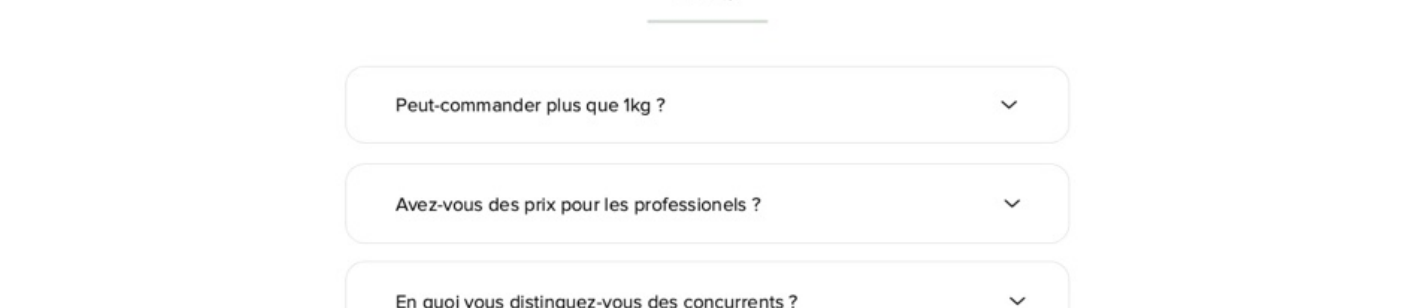 Peut-commander plus que 1kg ?
Avez-vous des prix pour les professionels ?
En quoi vous distinguez-vous des concurrents ?